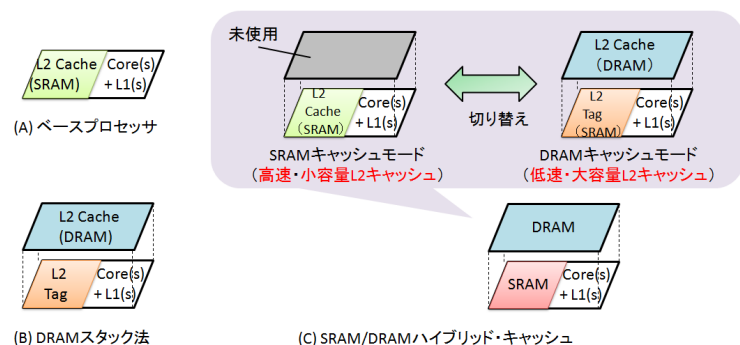 L2 Cache
(SRAM)
Core(s)
+ L1(s)
(A) ベースプロセッサ
L2 Cache
(DRAM)
L2
Tag
Core(s)
+ L1(s)
(B) DRAMスタック法
未使用
L2
Cache
(SRAM)
Core(s)
+ L1(s)
SRAMキャッシュモード
(高速・小容量L2キャッシュ)
切り替え
L2 Cache
(DRAM)
L2
Tag
(SRAM)
Core(s)
+ L1(s)
DRAMキャッシュモード
(低速・大容量L2キャッシュ)
DRAM
SRAM
Core(s)
+ L1(s)
(C) SRAM/DRAMハイブリッド・キャッシュ